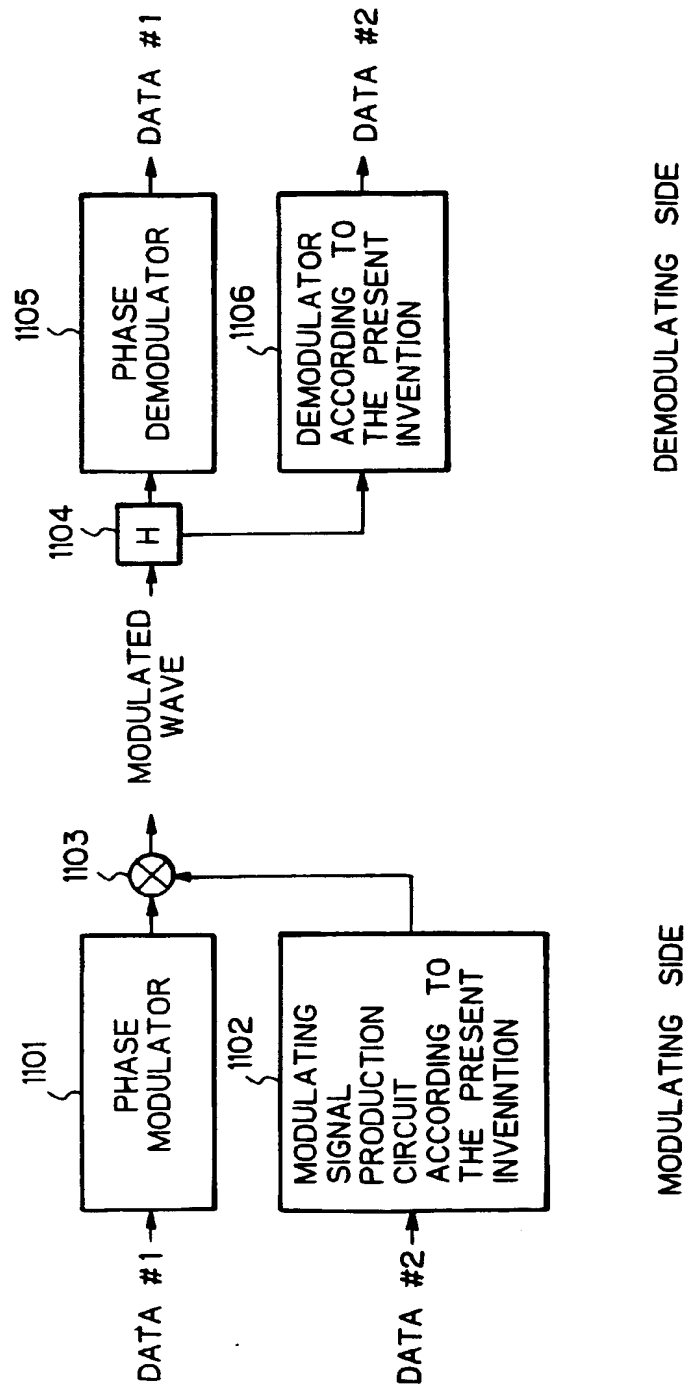 DATA #1
1101
PHASE
MODULATOR
1103
MODULATED
WAVE
1104
H
1105
PHASE
DEMODULATOR
DATA #1
DATA #2
1102
MODULATING
SIGNAL
PRODUCTION
CIRCUIT
ACCORDING TO
THE PRESENT
INVENNTION
1106
DEMODULATOR
ACCORDING TO
THE PRESENT
INVENTION
DATA #2
MODULATING SIDE
DEMODULATING SIDE